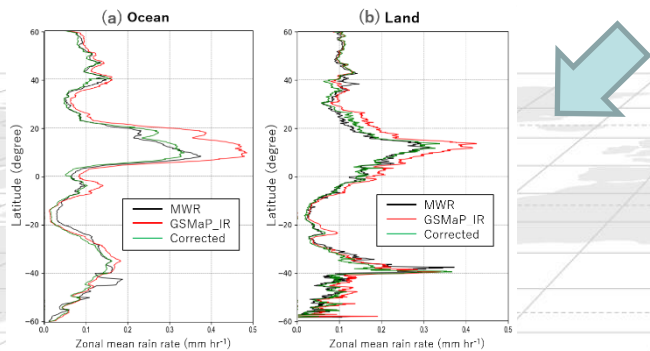 (a) Ocean
60
40
20
0
−20
−40
−60
Latitude (degree)
MWR
GSMaP_IR
Corrected
0.0 0.1 0.2 0.3 0.4 0.5
Zonal mean rain rate (mm hr⁻¹)
(b) Land
60
40
20
0
−20
−40
−60
Latitude (degree)
MWR
GSMaP_IR
Corrected
0.0 0.1 0.2 0.3 0.4 0.5
Zonal mean rain rate (mm hr⁻¹)